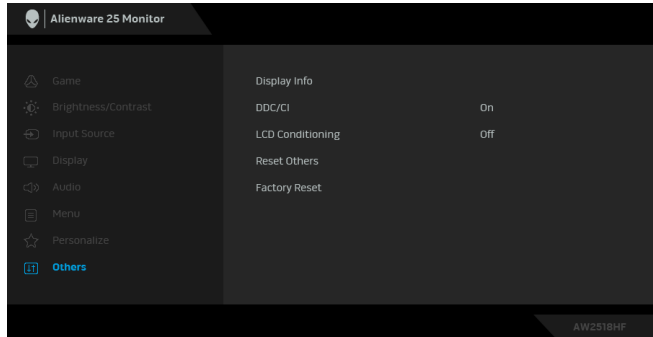 Alienware 25 Monitor
Game
Brightness/Contrast
Input Source
Display
Audio
Menu
Personalize
Others
Display Info
DDC/CI On
LCD Conditioning Off
Reset Others
Factory Reset
AW2518HF